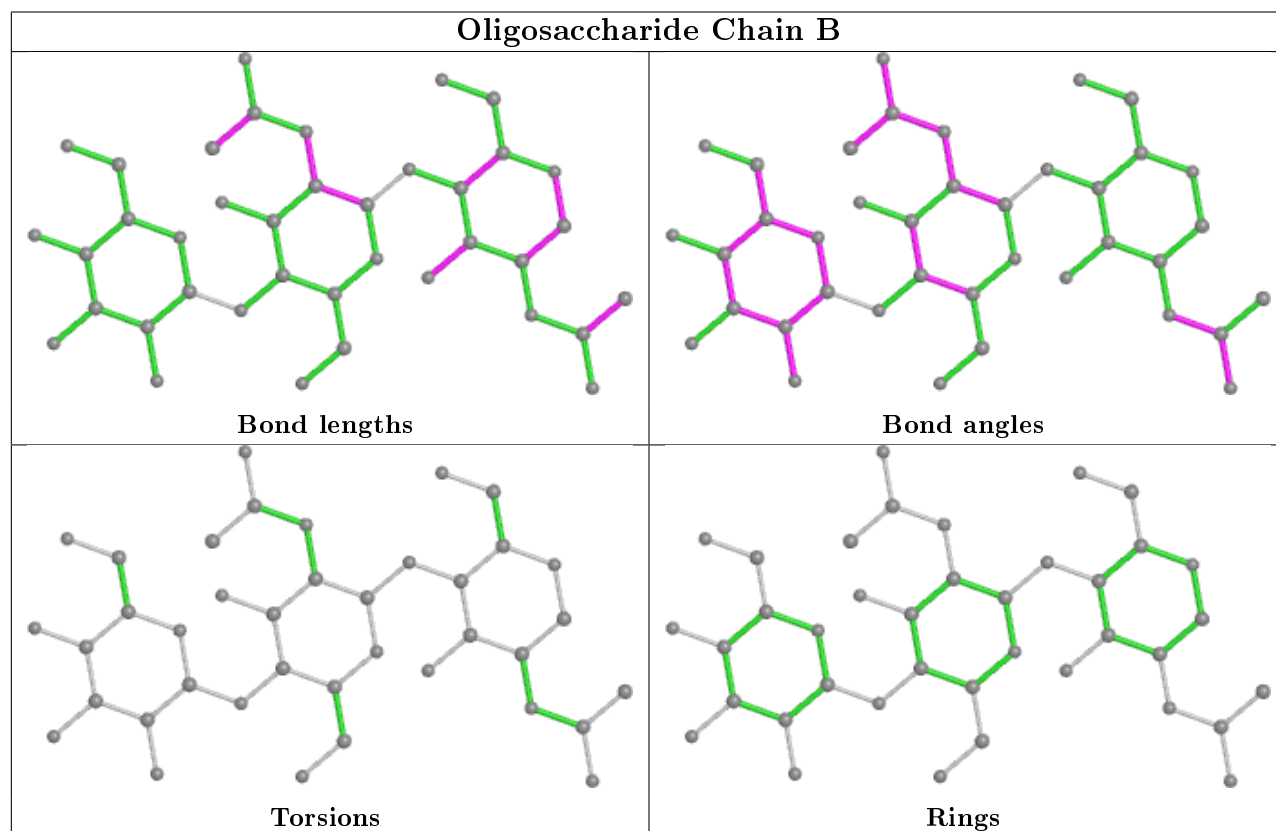 Oligosaccharide Chain B
Bond lengths
Bond angles
Torsions
Rings